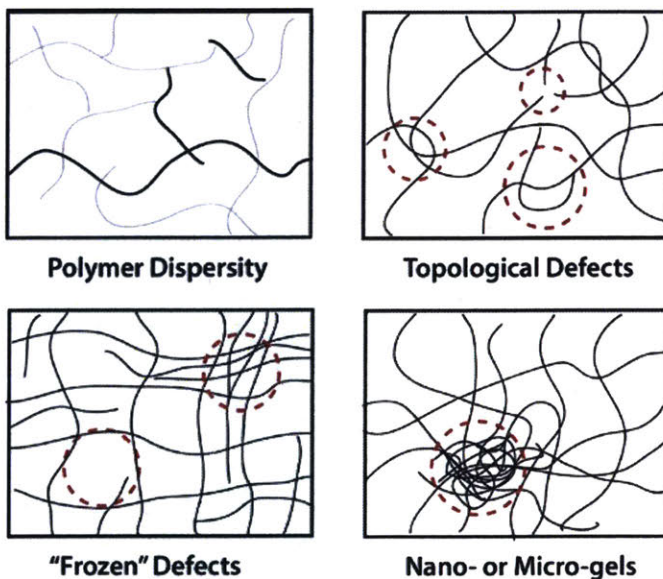 Polymer Dispersity
Topological Defects
"Frozen" Defects
Nano- or Micro-gels